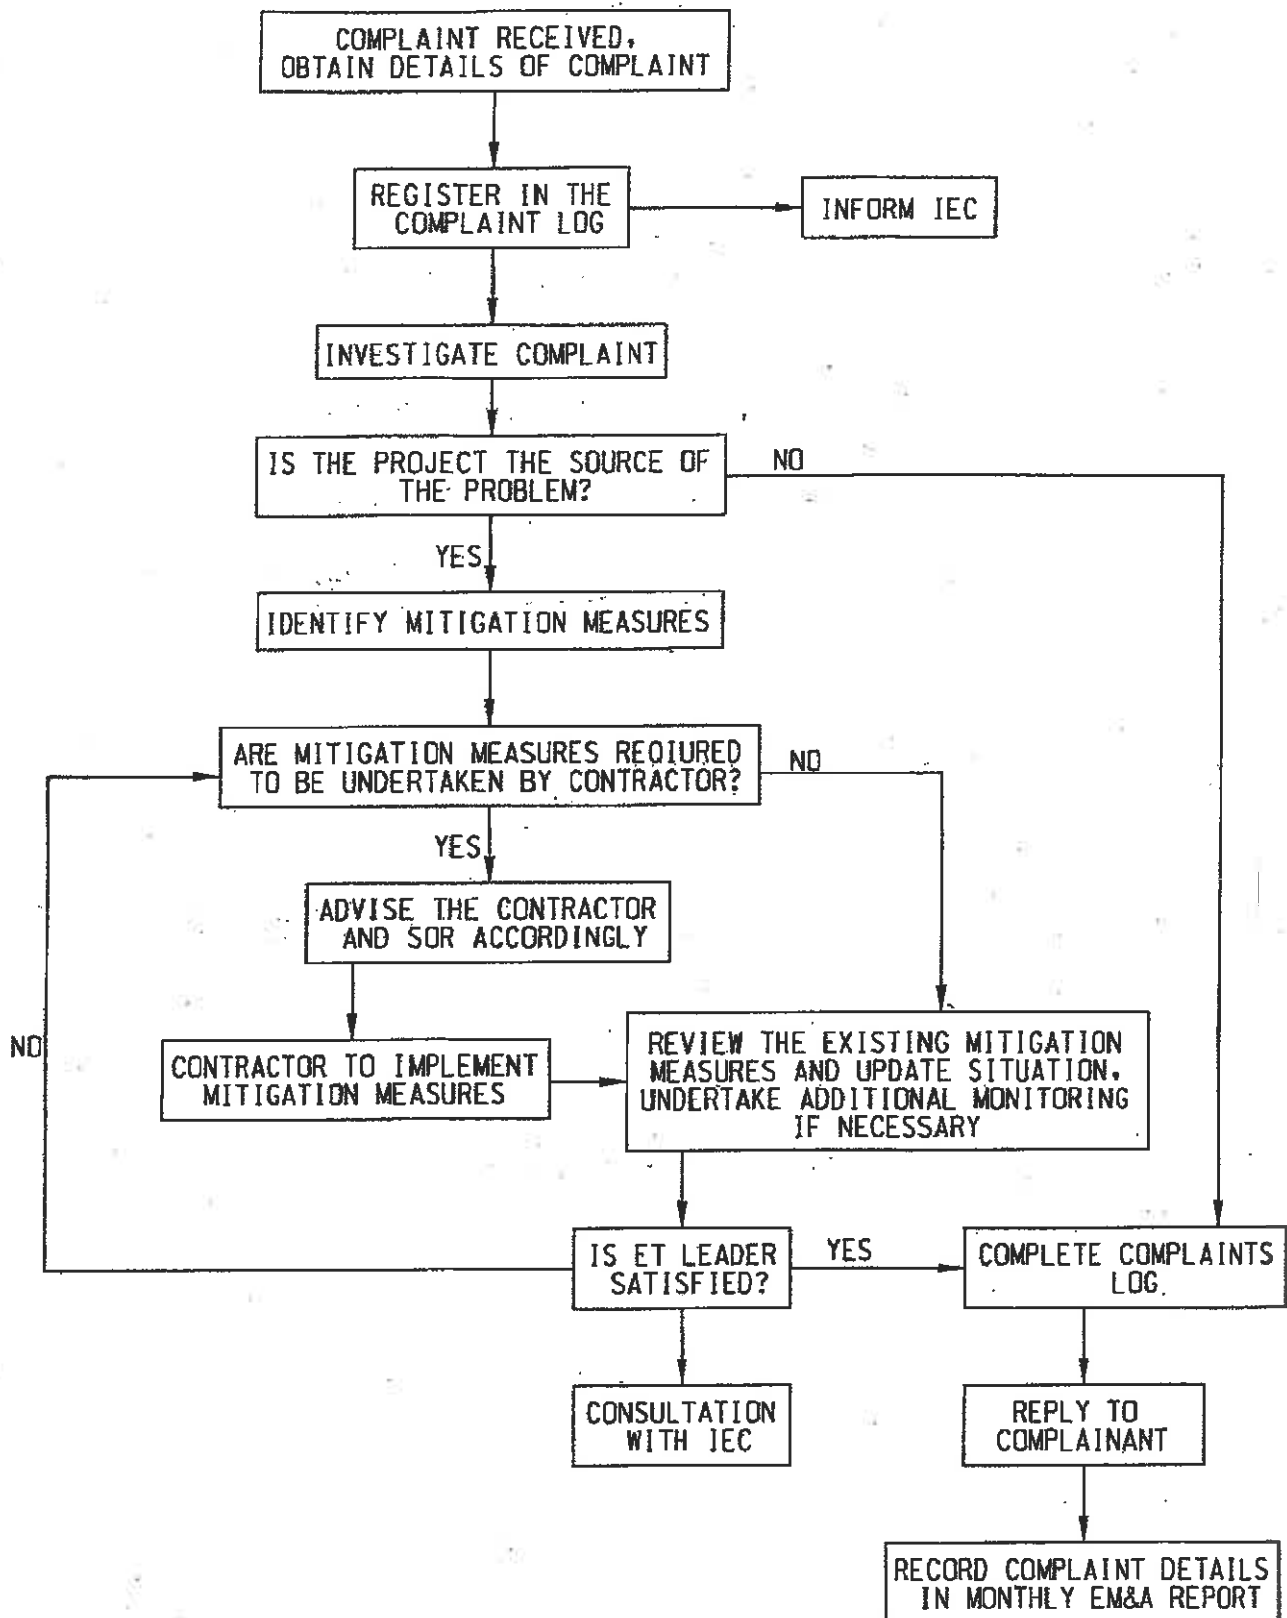 COMPLAINT RECEIVED,
OBTAIN DETAILS OF COMPLAINT
REGISTER IN THE
COMPLAINT LOG
INFORM IEC
INVESTIGATE COMPLAINT
IS THE PROJECT THE SOURCE OF
THE PROBLEM?
NO
YES
IDENTIFY MITIGATION MEASURES
ARE MITIGATION MEASURES REQIURED
TO BE UNDERTAKEN BY CONTRACTOR?
NO
YES
ADVISE THE CONTRACTOR
AND SOR ACCORDINGLY
NO
CONTRACTOR TO IMPLEMENT
MITIGATION MEASURES
REVIEW THE EXISTING MITIGATION
MEASURES AND UPDATE SITUATION,
UNDERTAKE ADDITIONAL MONITORING
IF NECESSARY
IS ET LEADER
SATISFIED?
YES
COMPLETE COMPLAINTS
LOG.
CONSULTATION
WITH IEC
REPLY TO
COMPLAINANT
RECORD COMPLAINT DETAILS
IN MONTHLY EM&A REPORT